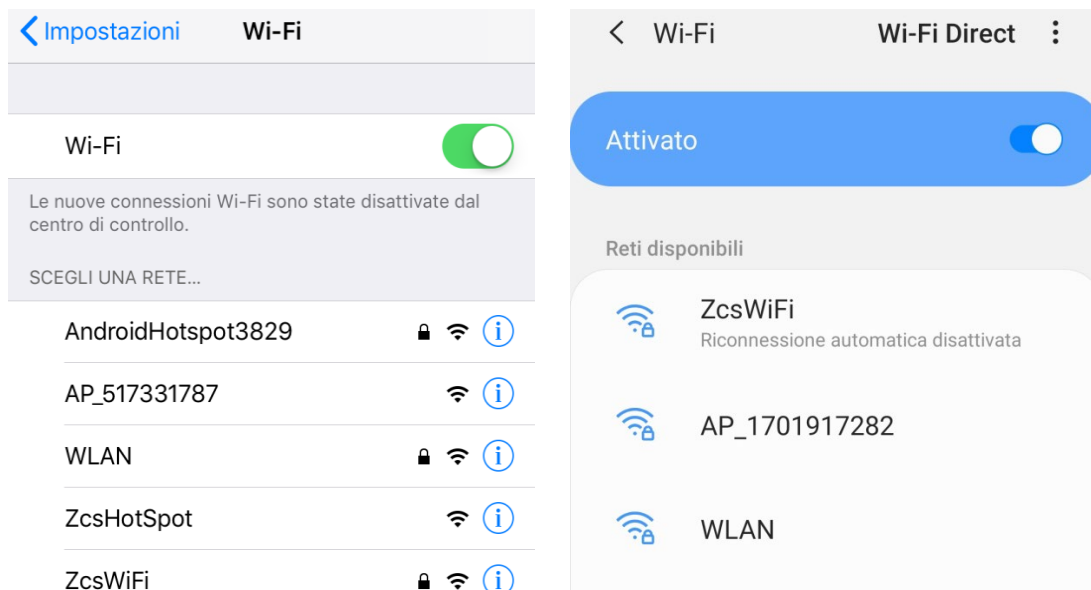 Impostazioni Wi-Fi
Wi-Fi
Le nuove connessioni Wi-Fi sono state disattivate dal
centro di controllo.
SCEGLI UNA RETE...
AndroidHotspot3829
AP_517331787
WLAN
ZcsHotSpot
ZcsWiFi
Wi-Fi Wi-Fi Direct
Attivato
Reti disponibili
ZcsWiFi
Riconnessione automatica disattivata
AP_1701917282
WLAN